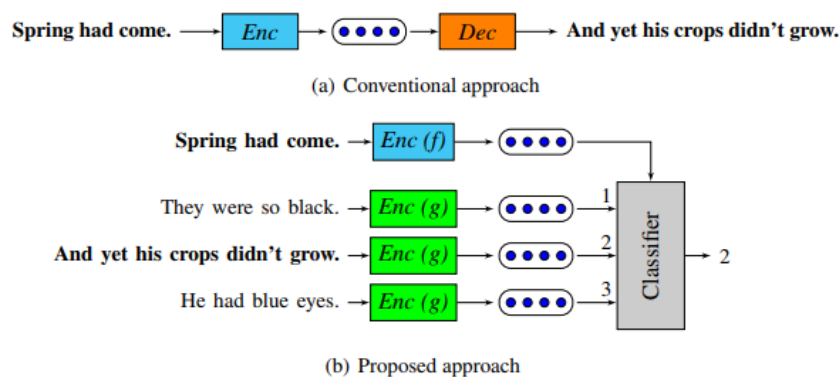 Spring had come. Enc Dec And yet his crops didn't grow.
(a) Conventional approach
Spring had come. Enc (f)
They were so black. Enc (g) 1
And yet his crops didn't grow. Enc (g) 2 Classifier 2
He had blue eyes. Enc (g) 3
(b) Proposed approach